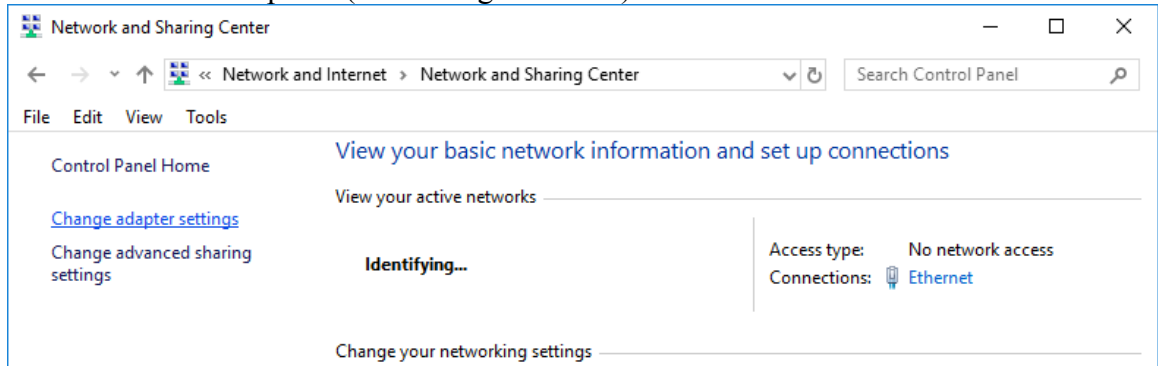 Network and Sharing Center
« Network and Internet > Network and Sharing Center
Search Control Panel
File Edit View Tools
Control Panel Home
Change adapter settings
Change advanced sharing
settings
View your basic network information and set up connections
View your active networks
Identifying...
Access type: No network access
Connections: Ethernet
Change your networking settings